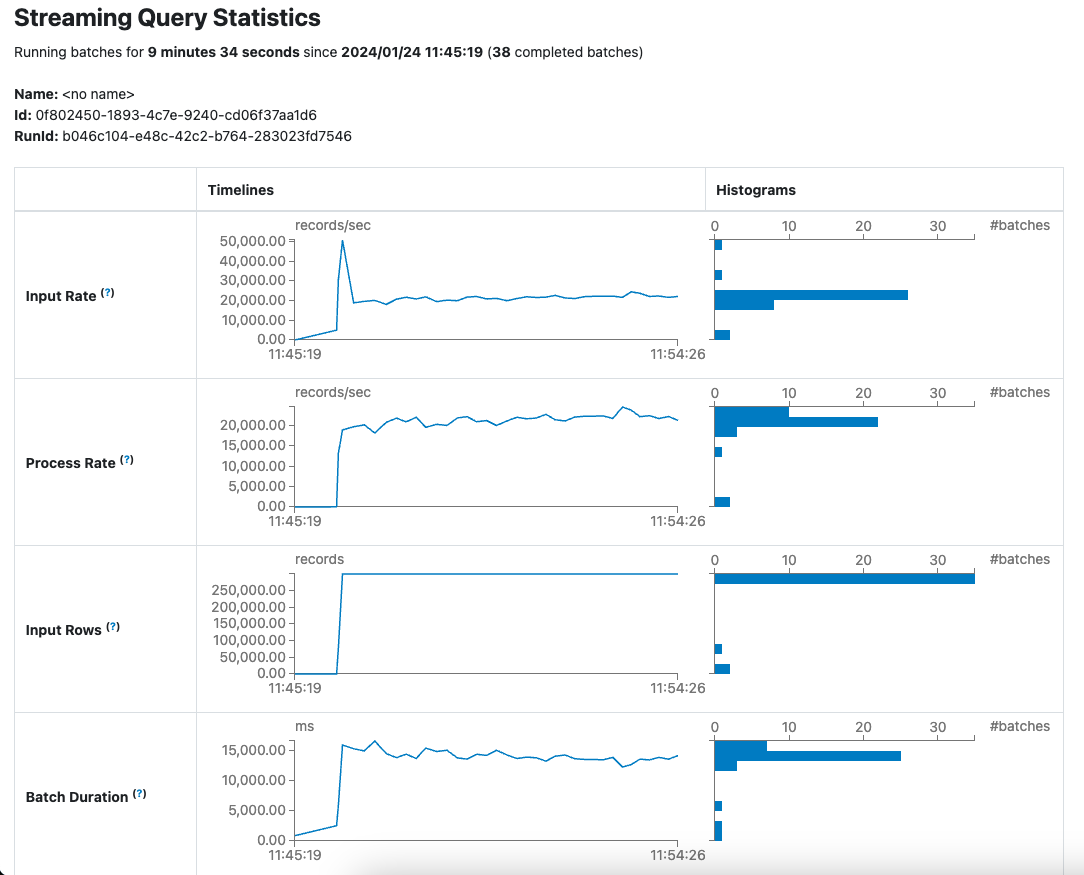 Streaming Query Statistics
Running batches for 9 minutes 34 seconds since 2024/01/24 11:45:19 (38 completed batches)
Name: <no name>
Id: 0f802450-1893-4c7e-9240-cd06f37aa1d6
RunId: b046c104-e48c-42c2-b764-283023fd7546
Timelines Histograms
Input Rate (?)
records/sec
50,000.00
40,000.00
30,000.00
20,000.00
10,000.00
0.00
11:45:19 11:54:26
0 10 20 30 #batches
Process Rate (?)
records/sec
20,000.00
15,000.00
10,000.00
5,000.00
0.00
11:45:19 11:54:26
0 10 20 30 #batches
Input Rows (?)
records
250,000.00
200,000.00
150,000.00
100,000.00
50,000.00
0.00
11:45:19 11:54:26
0 10 20 30 #batches
Batch Duration (?)
ms
15,000.00
10,000.00
5,000.00
0.00
11:45:19 11:54:26
0 10 20 30 #batches